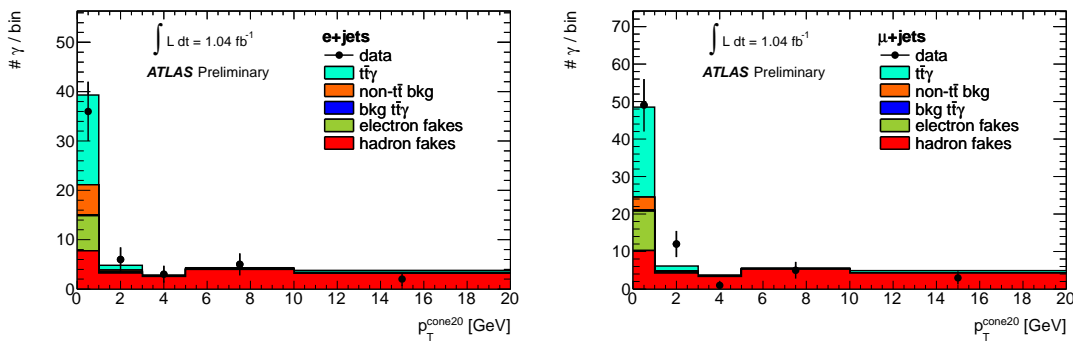 # γ / bin
50
40
30
20
10
0
0 2 4 6 8 10 12 14 16 18 20
p_T^cone20 [GeV]
∫ L dt = 1.04 fb⁻¹
ATLAS Preliminary
e+jets
data
tt̄γ
non-tt̄ bkg
bkg tt̄γ
electron fakes
hadron fakes
# γ / bin
70
60
50
40
30
20
10
0
0 2 4 6 8 10 12 14 16 18 20
p_T^cone20 [GeV]
∫ L dt = 1.04 fb⁻¹
ATLAS Preliminary
μ+jets
data
tt̄γ
non-tt̄ bkg
bkg tt̄γ
electron fakes
hadron fakes